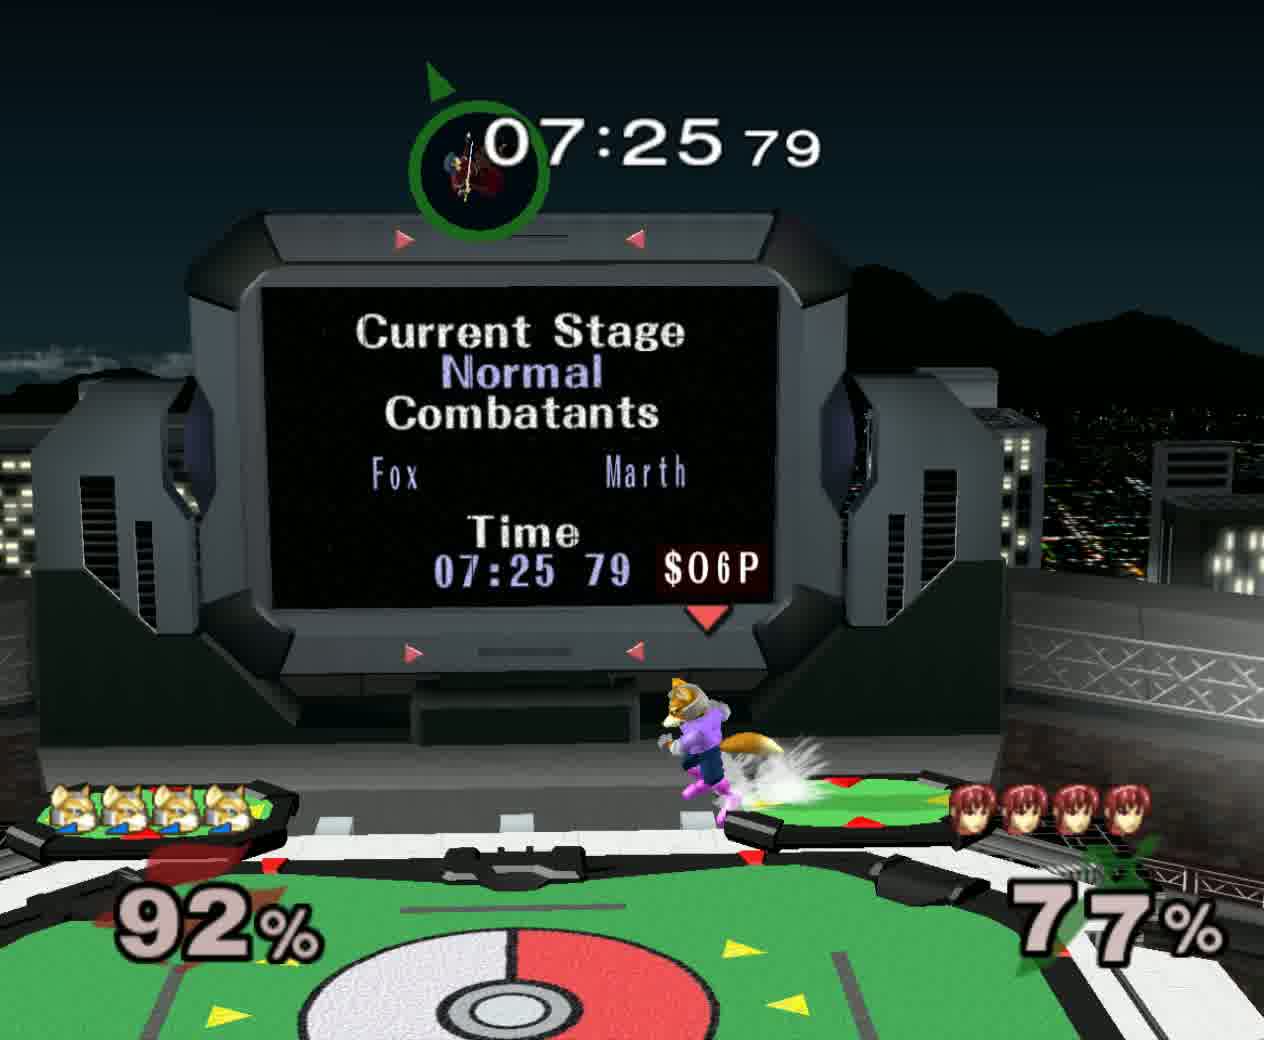 07:25 79
Current Stage
Normal
Combatants
Fox Marth
Time
07:25 79 $06P
92% 77%